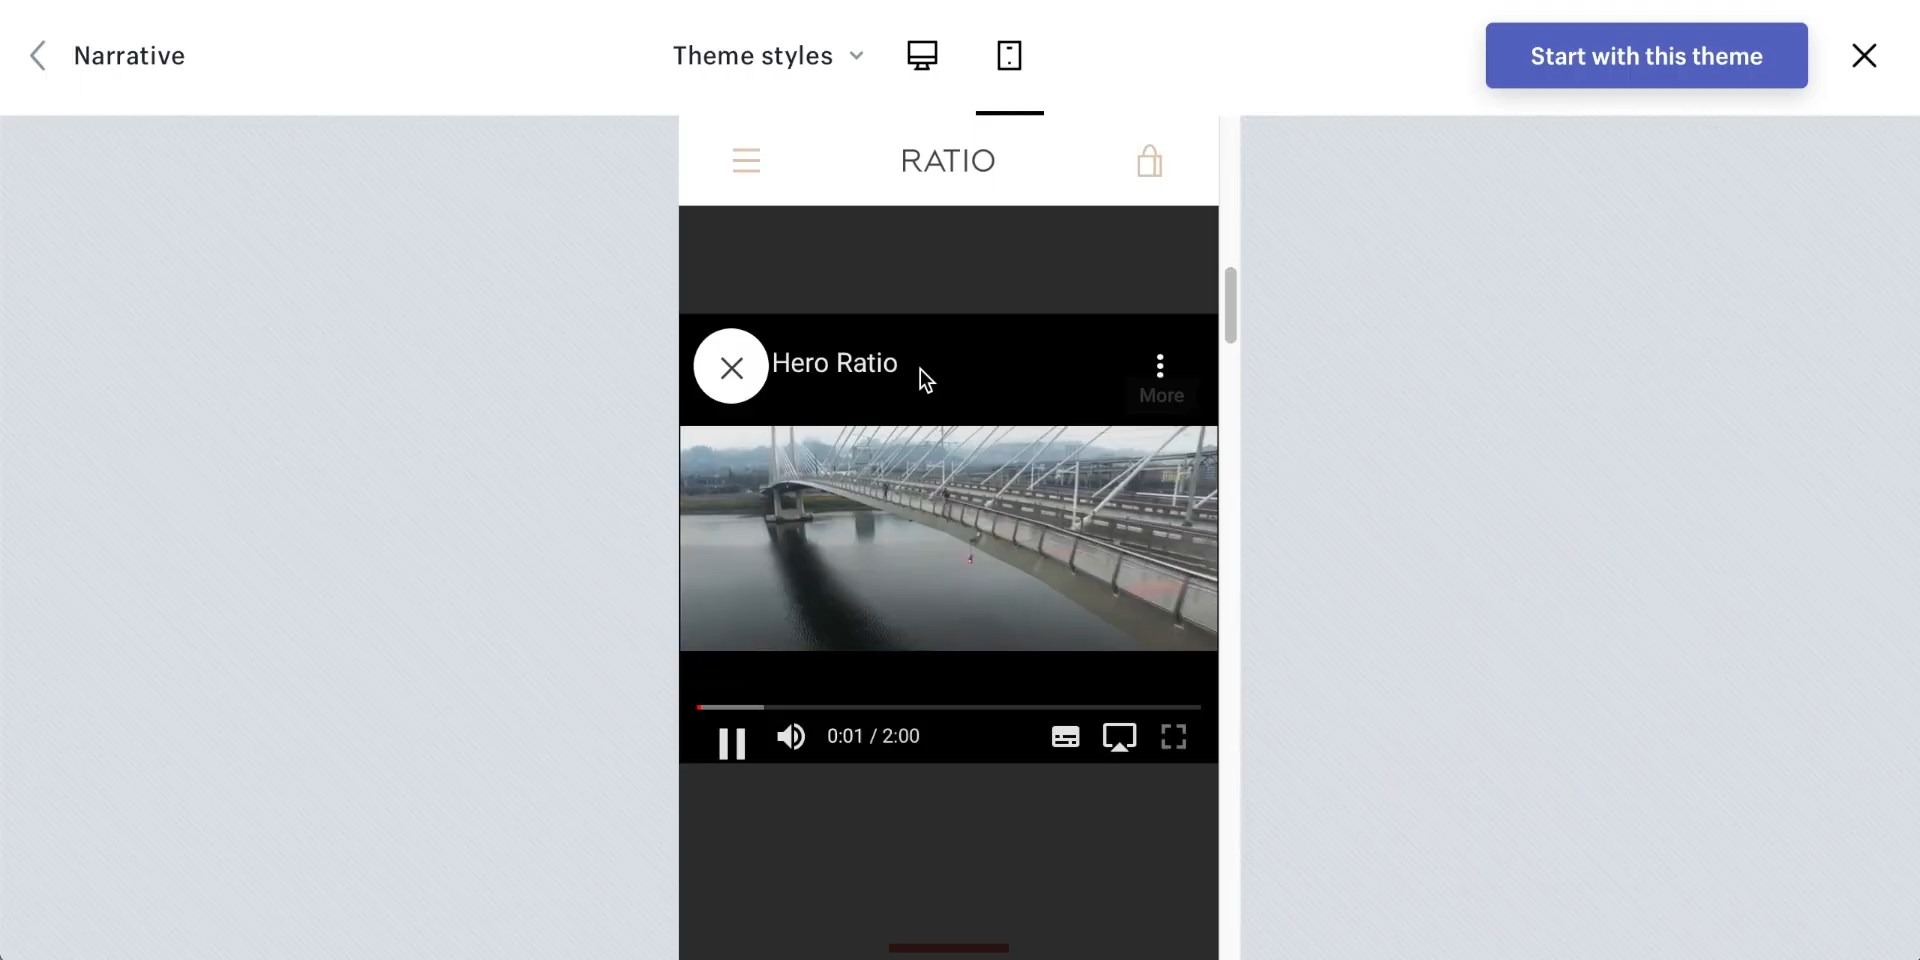 Narrative
Theme styles
Start with this theme
RATIO
Hero Ratio
More
0:01 / 2:00